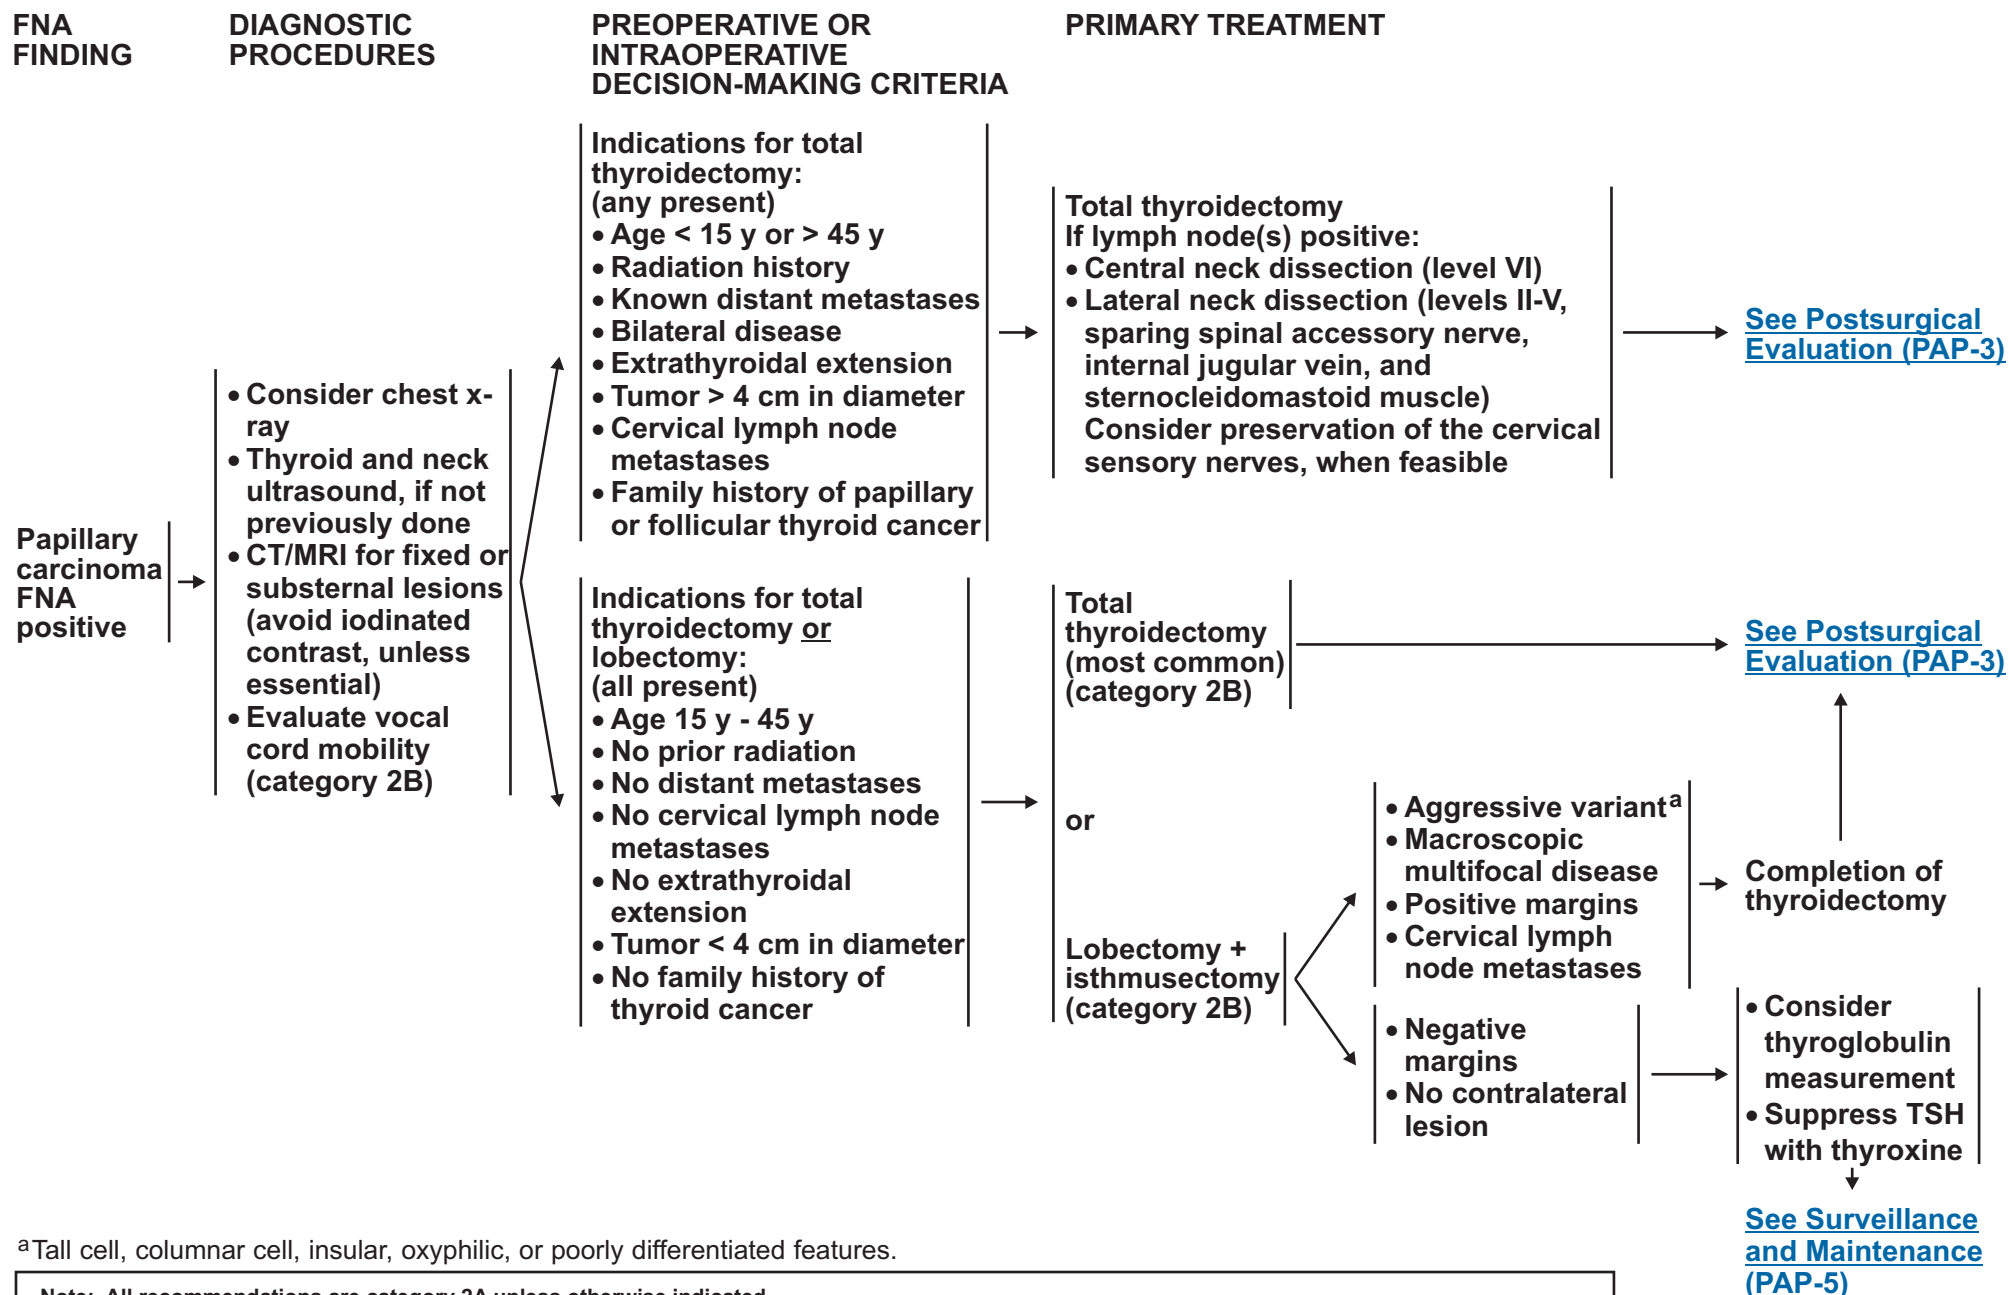 FNA
FINDING
DIAGNOSTIC
PROCEDURES
PREOPERATIVE OR
INTRAOPERATIVE
DECISION-MAKING CRITERIA
PRIMARY TREATMENT
Papillary
carcinoma
FNA
positive
• Consider chest x-
ray
• Thyroid and neck
ultrasound, if not
previously done
• CT/MRI for fixed or
substernal lesions
(avoid iodinated
contrast, unless
essential)
• Evaluate vocal
cord mobility
(category 2B)
Indications for total
thyroidectomy:
(any present)
• Age < 15 y or > 45 y
• Radiation history
• Known distant metastases
• Bilateral disease
• Extrathyroidal extension
• Tumor > 4 cm in diameter
• Cervical lymph node
metastases
• Family history of papillary
or follicular thyroid cancer
Total thyroidectomy
If lymph node(s) positive:
• Central neck dissection (level VI)
• Lateral neck dissection (levels II-V,
sparing spinal accessory nerve,
internal jugular vein, and
sternocleidomastoid muscle)
Consider preservation of the cervical
sensory nerves, when feasible
See Postsurgical
Evaluation (PAP-3)
Indications for total
thyroidectomy or
lobectomy:
(all present)
• Age 15 y - 45 y
• No prior radiation
• No distant metastases
• No cervical lymph node
metastases
• No extrathyroidal
extension
• Tumor < 4 cm in diameter
• No family history of
thyroid cancer
Total
thyroidectomy
(most common)
(category 2B)
See Postsurgical
Evaluation (PAP-3)
or
Lobectomy +
isthmusectomy
(category 2B)
• Aggressive variantᵃ
• Macroscopic
multifocal disease
• Positive margins
• Cervical lymph
node metastases
Completion of
thyroidectomy
• Negative
margins
• No contralateral
lesion
• Consider
thyroglobulin
measurement
• Suppress TSH
with thyroxine
See Surveillance
and Maintenance
(PAP-5)
ᵃTall cell, columnar cell, insular, oxyphilic, or poorly differentiated features.
Note: All recommendations are category 2A unless otherwise indicated